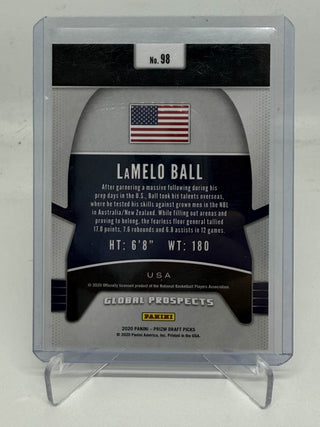 No. 98
LaMELO BALL
After garnering a massive following during his
prep days in the U.S., Ball took his talents overseas,
where he tested his skills against grown men in the NBL
in Australia/New Zealand. While filling out arenas and
proving to belong, the fearless floor general tallied
17.0 points, 7.6 rebounds and 6.8 assists in 12 games.
HT: 6'8" WT: 180
USA
© 2020 Officially licensed product of the National Basketball Players Association
GLOBAL PROSPECTS
PANINI
2020 PANINI – PRIZM DRAFT PICKS
© 2020 Panini America, Inc. Printed in the USA.